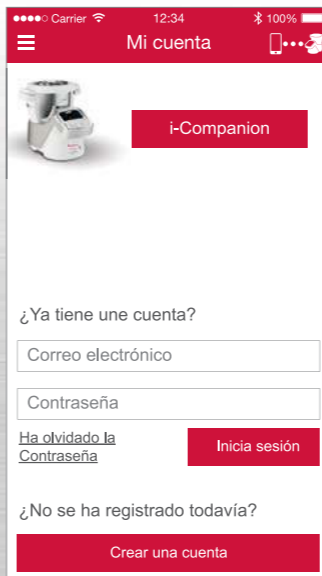 Carrier 12:34 100%
Mi cuenta
i-Companion
¿Ya tiene une cuenta?
Correo electrónico
Contraseña
Ha olvidado la
Contraseña
Inicia sesión
¿No se ha registrado todavía?
Crear una cuenta